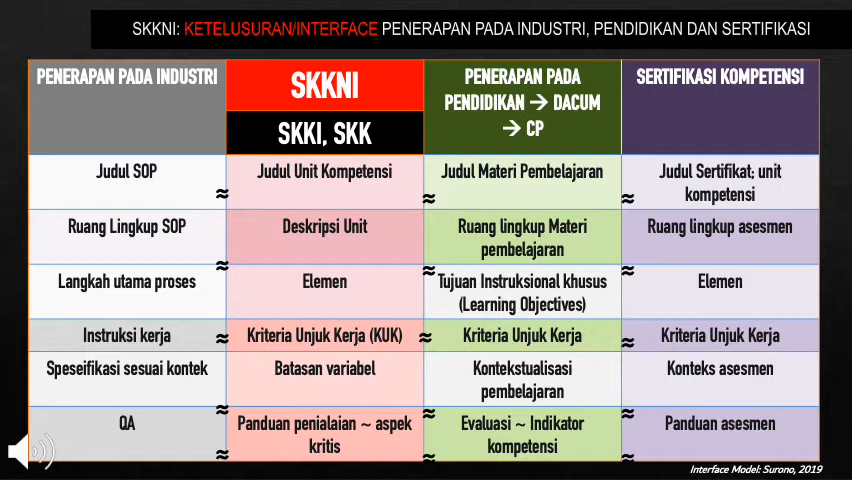 SKKNI: KETELUSURAN/INTERFACE PENERAPAN PADA INDUSTRI, PENDIDIKAN DAN SERTIFIKASI
PENERAPAN PADA INDUSTRI
SKKNI
SKKI, SKK
PENERAPAN PADA
PENDIDIKAN → DACUM
→ CP
SERTIFIKASI KOMPETENSI
Judul SOP
≈
Judul Unit Kompetensi
≈
Judul Materi Pembelajaran
≈
Judul Sertifikat; unit
kompetensi
Ruang Lingkup SOP
≈
Deskripsi Unit
≈
Ruang lingkup Materi
pembelajaran
≈
Ruang lingkup asesmen
Langkah utama proses
Elemen
Tujuan Instruksional khusus
(Learning Objectives)
Elemen
Instruksi kerja
≈
Kriteria Unjuk Kerja (KUK)
≈
Kriteria Unjuk Kerja
≈
Kriteria Unjuk Kerja
Speseifikasi sesuai kontek
≈
Batasan variabel
≈
Kontekstualisasi
pembelajaran
≈
Konteks asesmen
QA
≈
Panduan penialaian ~ aspek
kritis
≈
Evaluasi ~ Indikator
kompetensi
≈
Panduan asesmen
Interface Model: Surono, 2019